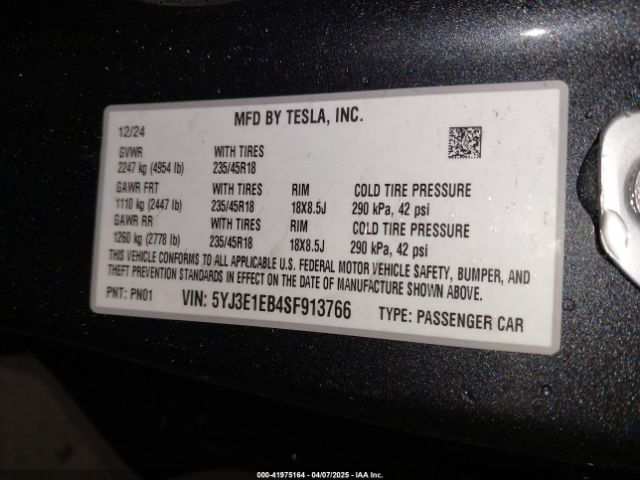 MFD BY TESLA, INC.
12/24
GVWR WITH TIRES
2247 kg (4954 lb) 235/45R18
GAWR FRT WITH TIRES RIM COLD TIRE PRESSURE
1110 kg (2447 lb) 235/45R18 18X8.5J 290 kPa, 42 psi
GAWR RR WITH TIRES RIM COLD TIRE PRESSURE
1260 kg (2778 lb) 235/45R18 18X8.5J 290 kPa, 42 psi
THIS VEHICLE CONFORMS TO ALL APPLICABLE U.S. FEDERAL MOTOR VEHICLE SAFETY, BUMPER, AND
THEFT PREVENTION STANDARDS IN EFFECT ON THE DATE OF MANUFACTURE SHOWN ABOVE.
PNT: PN01 VIN: 5YJ3E1EB4SF913766 TYPE: PASSENGER CAR
000-41975164 - 04/07/2025 - IAA Inc.